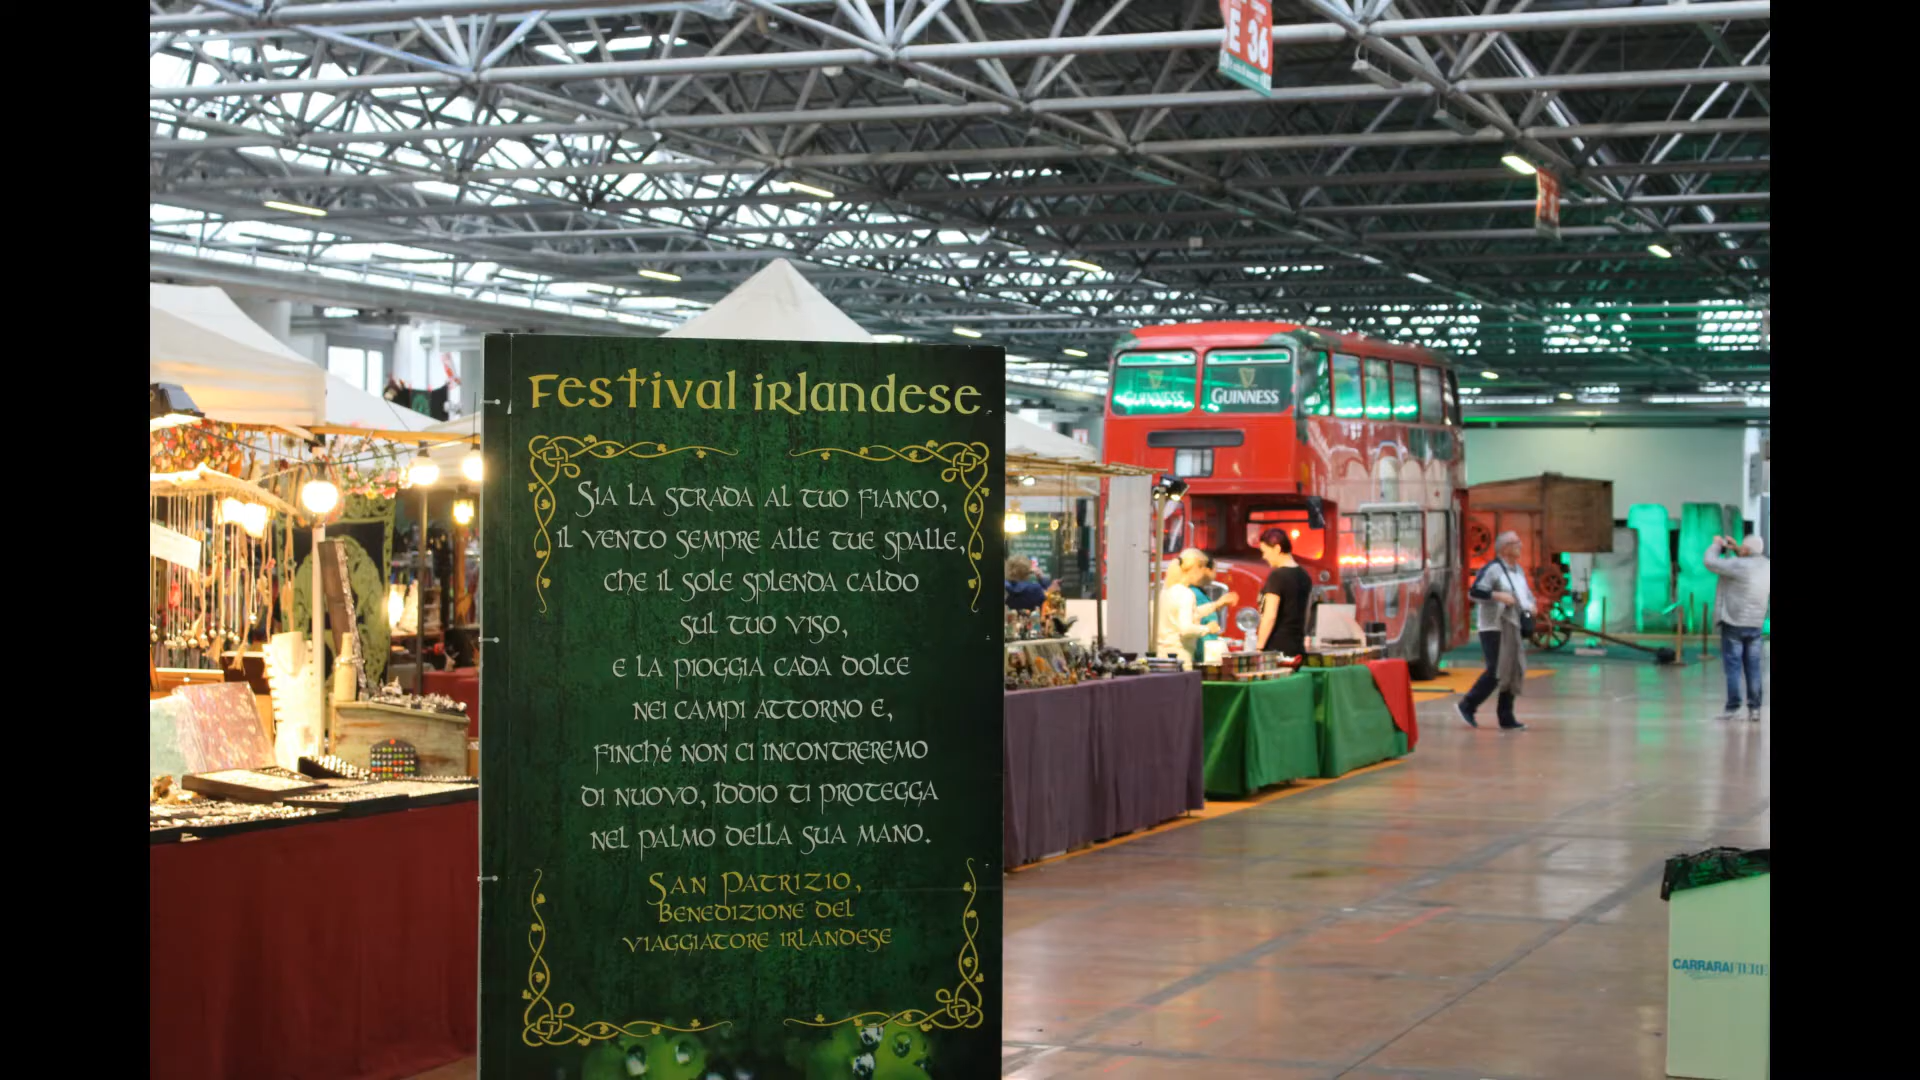 E 36
Festival irlandese
Sia la strada al tuo fianco,
il vento sempre alle tue spalle,
che il sole splenda caldo
sul tuo viso,
e la pioggia cada dolce
nei campi attorno e,
finché non ci incontreremo
di nuovo, Iddio ti protegga
nel palmo della sua mano.
San Patrizio,
Benedizione del
viaggiatore irlandese
GUINNESS
GUINNESS
CARRARAFIERE